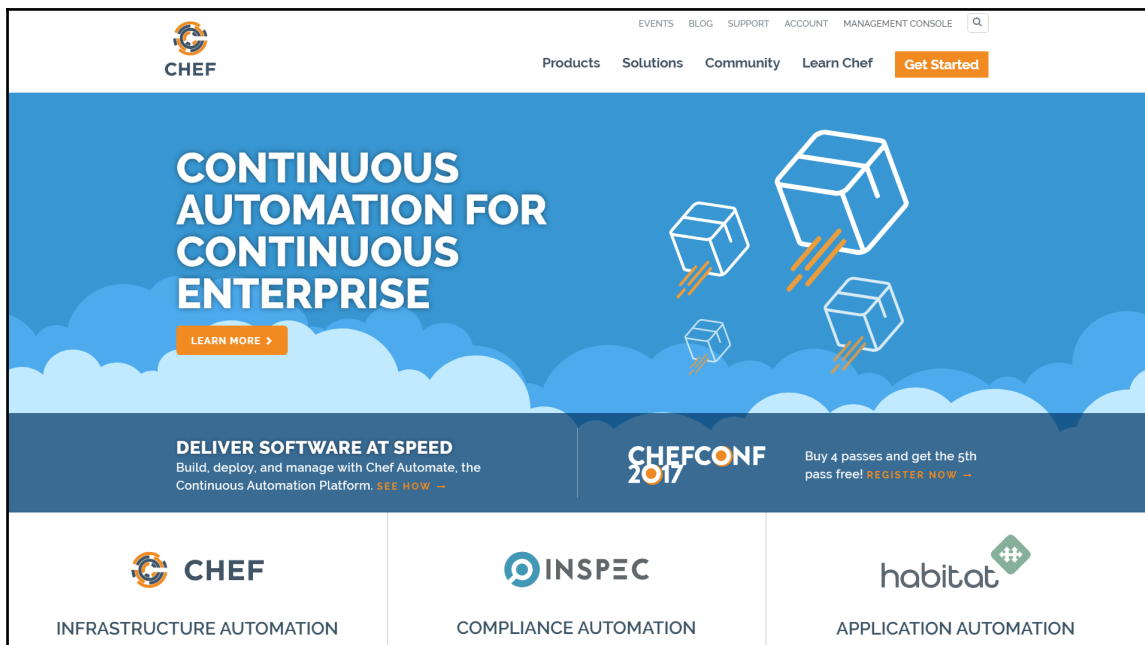 EVENTS BLOG SUPPORT ACCOUNT MANAGEMENT CONSOLE
CHEF
Products Solutions Community Learn Chef Get Started
CONTINUOUS
AUTOMATION FOR
CONTINUOUS
ENTERPRISE
LEARN MORE >
DELIVER SOFTWARE AT SPEED
Build, deploy, and manage with Chef Automate, the
Continuous Automation Platform. SEE HOW →
CHEFCONF
2017
Buy 4 passes and get the 5th
pass free! REGISTER NOW →
CHEF
INFRASTRUCTURE AUTOMATION
INSPEC
COMPLIANCE AUTOMATION
habitat
APPLICATION AUTOMATION